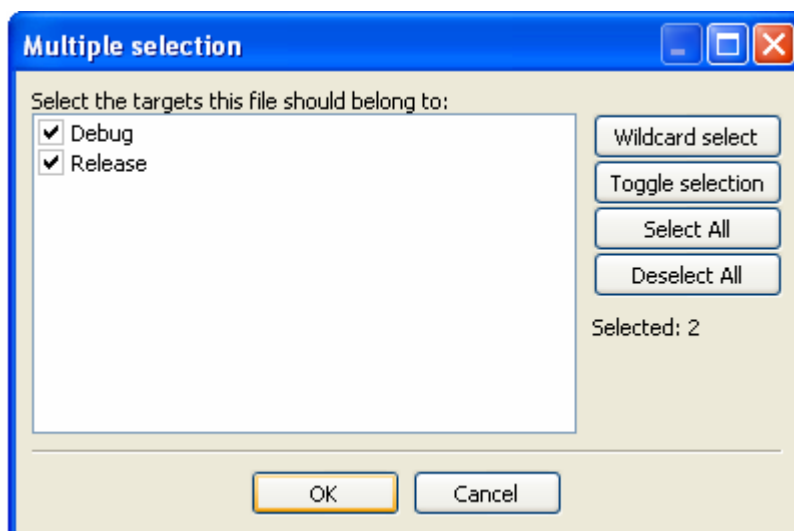 Multiple selection
Select the targets this file should belong to:
Debug
Release
Wildcard select
Toggle selection
Select All
Deselect All
Selected: 2
OK
Cancel